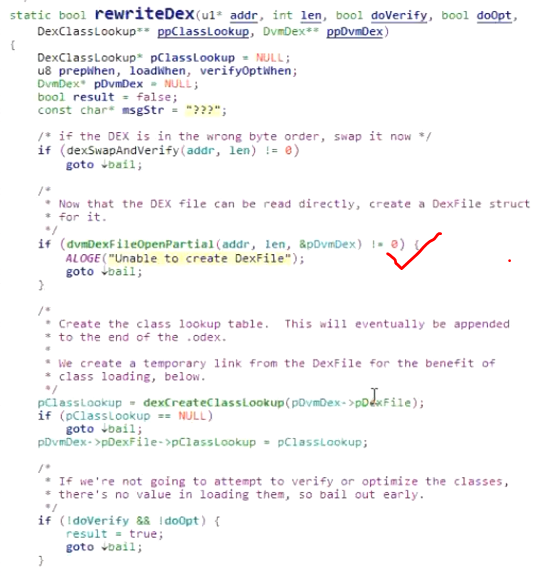 static bool rewriteDex(u1* addr, int len, bool doVerify, bool doOpt,
DexClassLookup** ppClassLookup, DvmDex** ppDvmDex)
{
DexClassLookup* pClassLookup = NULL;
u8 prepWhen, loadWhen, verifyOptWhen;
DvmDex* pDvmDex = NULL;
bool result = false;
const char* msgStr = "???";
/* if the DEX is in the wrong byte order, swap it now */
if (dexSwapAndVerify(addr, len) != 0)
goto ↓bail;
/*
* Now that the DEX file can be read directly, create a DexFile struct
* for it.
*/
if (dvmDexFileOpenPartial(addr, len, &pDvmDex) != 0) {
ALOGE("Unable to create DexFile");
goto ↓bail;
}
/*
* Create the class lookup table.  This will eventually be appended
* to the end of the .odex.
*
* We create a temporary link from the DexFile for the benefit of
* class loading, below.
*/
pClassLookup = dexCreateClassLookup(pDvmDex->pDexFile);
if (pClassLookup == NULL)
goto ↓bail;
pDvmDex->pDexFile->pClassLookup = pClassLookup;
/*
* If we're not going to attempt to verify or optimize the classes,
* there's no value in loading them, so bail out early.
*/
if (!doVerify && !doOpt) {
result = true;
goto ↓bail;
}